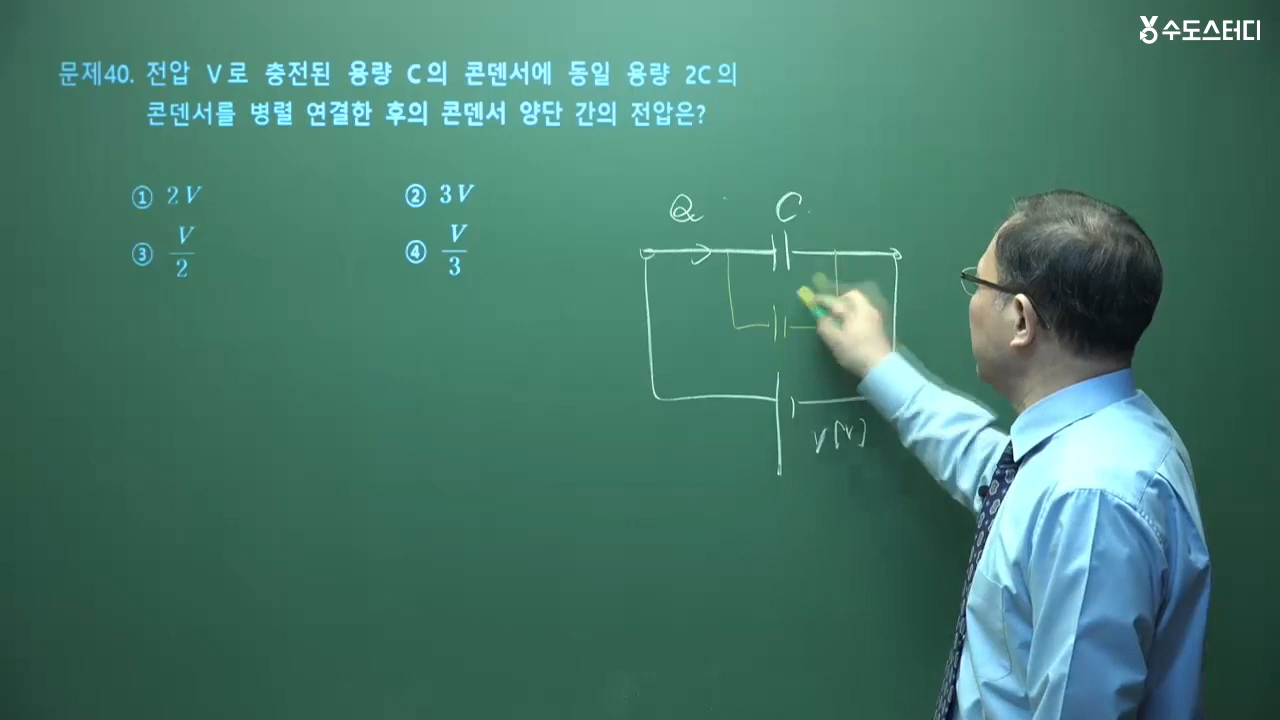 수도스터디
문제40. 전압 V로 충전된 용량 C의 콘덴서에 동일 용량 2C의
콘덴서를 병렬 연결한 후의 콘덴서 양단 간의 전압은?
① 2V ② 3V
③ V/2 ④ V/3
Q C
V[V]